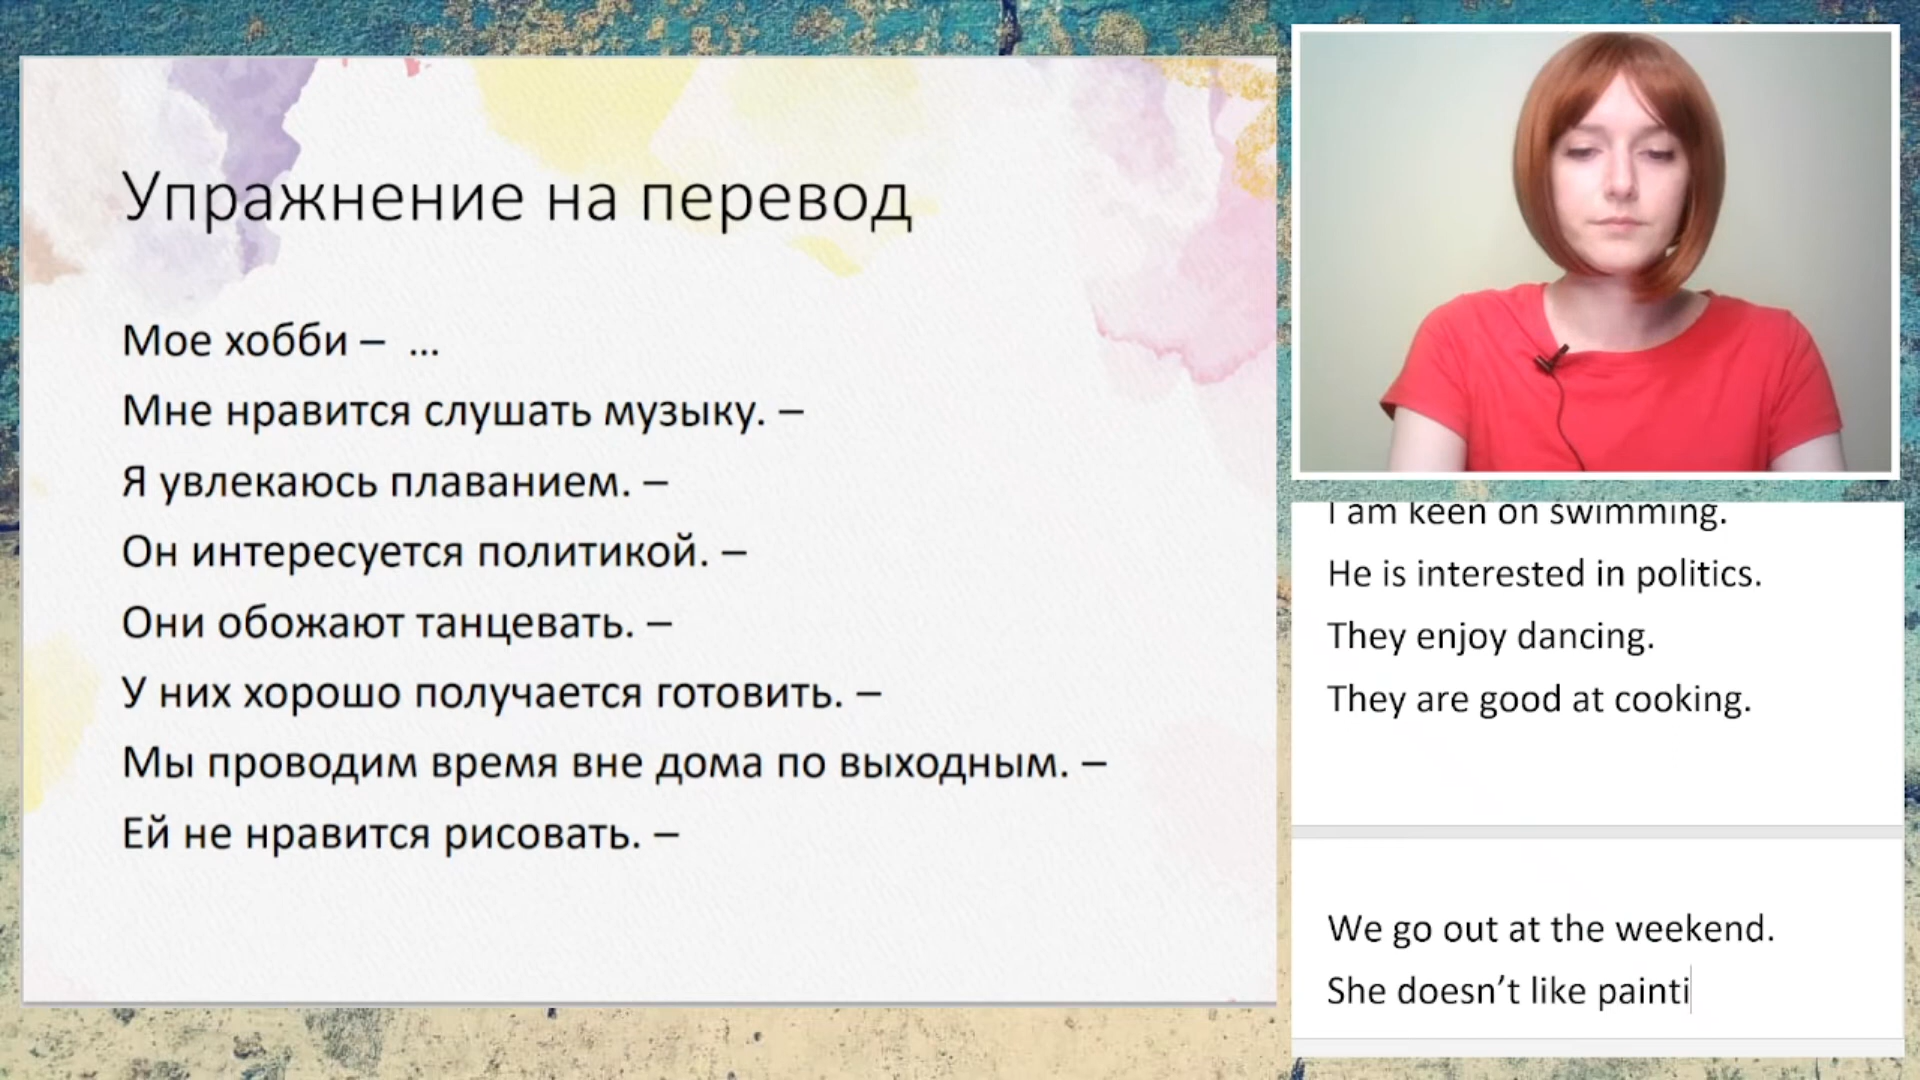 Упражнение на перевод
Мое хобби – ...
Мне нравится слушать музыку. –
Я увлекаюсь плаванием. –
Он интересуется политикой. –
Они обожают танцевать. –
У них хорошо получается готовить. –
Мы проводим время вне дома по выходным. –
Ей не нравится рисовать. –
I am keen on swimming.
He is interested in politics.
They enjoy dancing.
They are good at cooking.
We go out at the weekend.
She doesn’t like painti